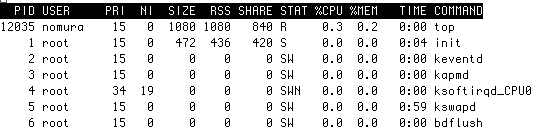 PID USER PRI NI SIZE RSS SHARE STAT %CPU %MEM TIME COMMAND
12035 nomura 15 0 1080 1080 840 R 0.3 0.2 0:00 top
1 root 15 0 472 436 420 S 0.0 0.0 0:04 init
2 root 15 0 0 0 0 SW 0.0 0.0 0:00 keventd
3 root 15 0 0 0 0 SW 0.0 0.0 0:00 kapmd
4 root 34 19 0 0 0 SWN 0.0 0.0 0:00 ksoftirqd_CPU0
5 root 15 0 0 0 0 SW 0.0 0.0 0:59 kswapd
6 root 15 0 0 0 0 SW 0.0 0.0 0:00 bdflush